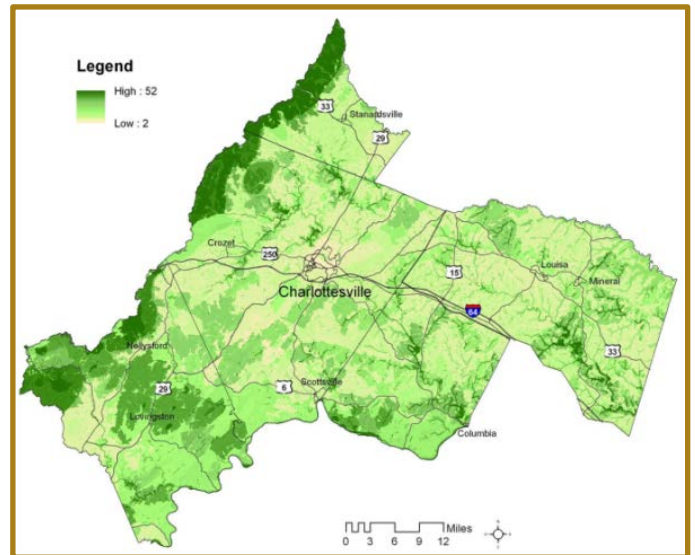 Legend
High : 52
Low : 2
33
Stanardsville
29
Crozet
250
Charlottesville
15
Louisa
Mineral
64
Nellysford
33
29
6
Scottsville
Lovingston
Columbia
Miles
0 2 3 6 9 12